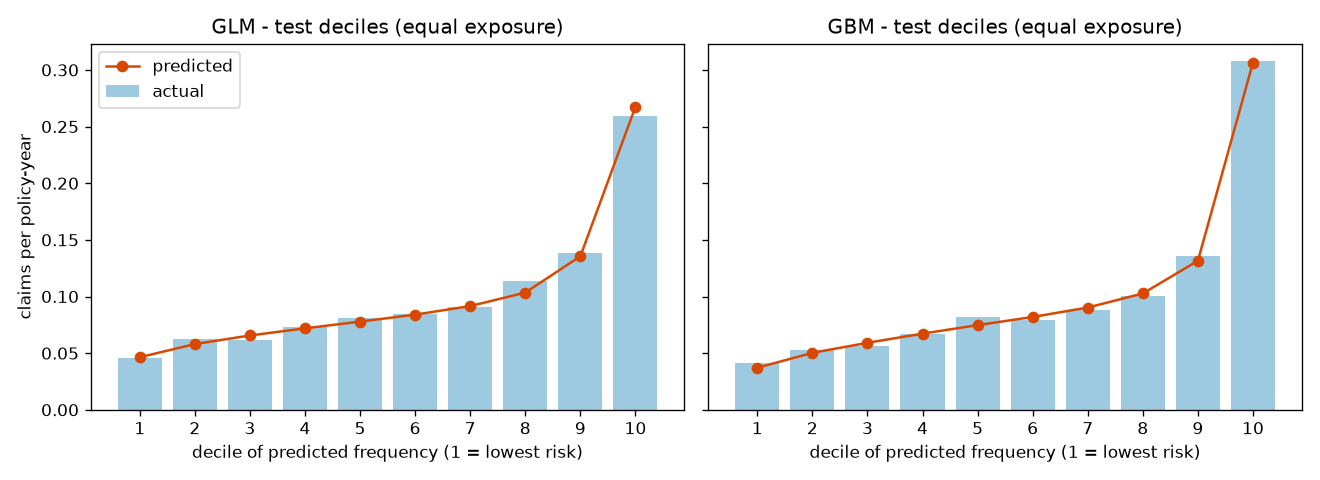 GLM - test deciles (equal exposure)
GBM - test deciles (equal exposure)
predicted
actual
claims per policy-year
0.30
0.25
0.20
0.15
0.10
0.05
0.00
1 2 3 4 5 6 7 8 9 10
decile of predicted frequency (1 = lowest risk)
1 2 3 4 5 6 7 8 9 10
decile of predicted frequency (1 = lowest risk)